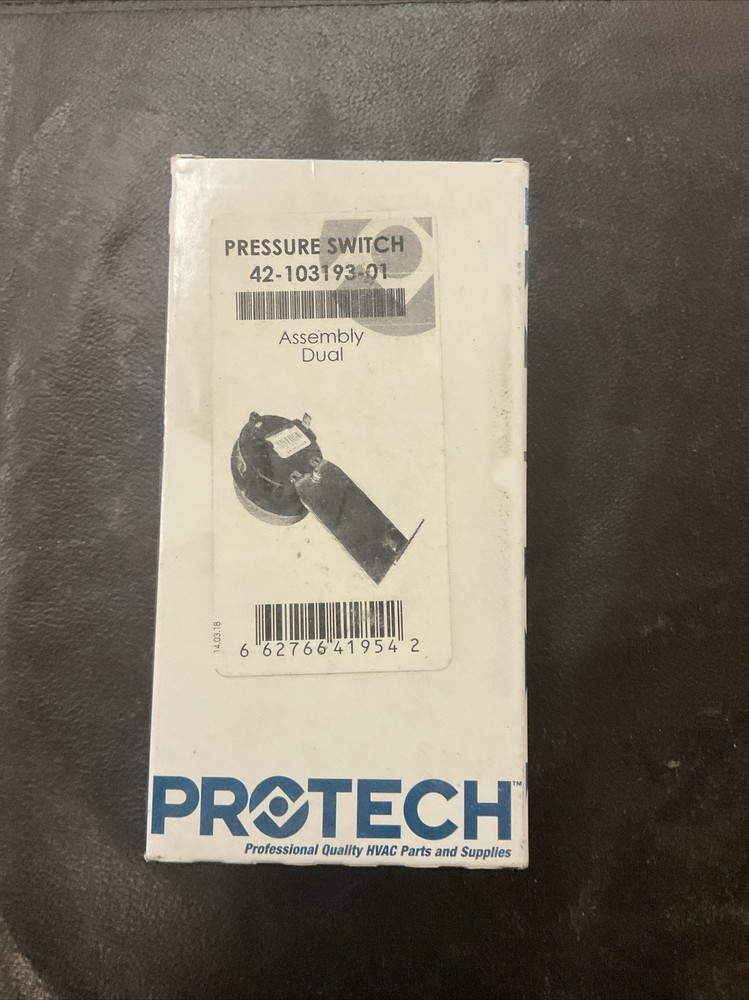 PRESSURE SWITCH
42-103193-01
Assembly
Dual
14.03.18
6 62766 41954 2
PROTECH™
Professional Quality HVAC Parts and Supplies